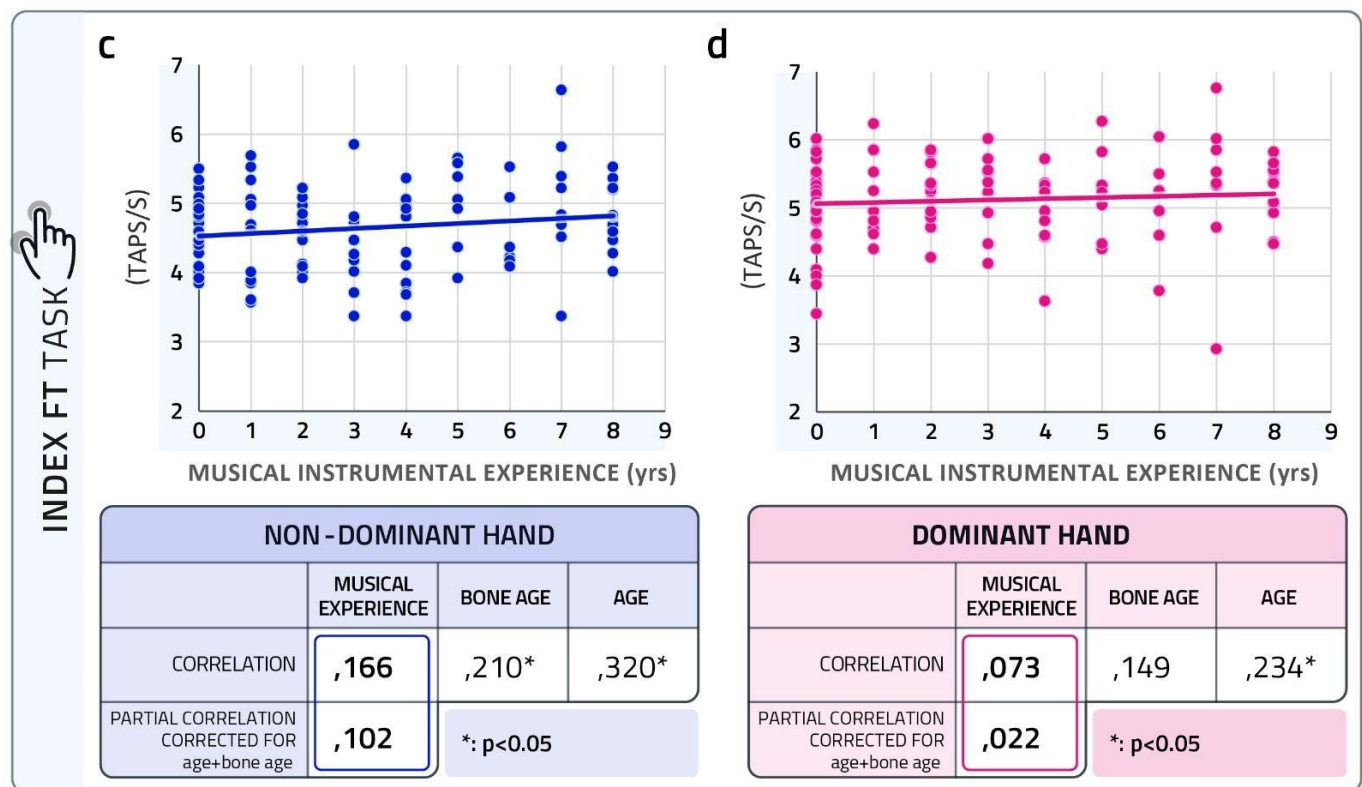 INDEX FT TASK
c
(TAPS/S)
7
6
5
4
3
2
0 1 2 3 4 5 6 7 8 9
MUSICAL INSTRUMENTAL EXPERIENCE (yrs)
NON-DOMINANT HAND
MUSICAL
EXPERIENCE BONE AGE AGE
CORRELATION ,166 ,210* ,320*
PARTIAL CORRELATION
CORRECTED FOR
age+bone age
,102
*: p<0.05
d
(TAPS/S)
7
6
5
4
3
2
0 1 2 3 4 5 6 7 8 9
MUSICAL INSTRUMENTAL EXPERIENCE (yrs)
DOMINANT HAND
MUSICAL
EXPERIENCE BONE AGE AGE
CORRELATION ,073 ,149 ,234*
PARTIAL CORRELATION
CORRECTED FOR
age+bone age
,022
*: p<0.05